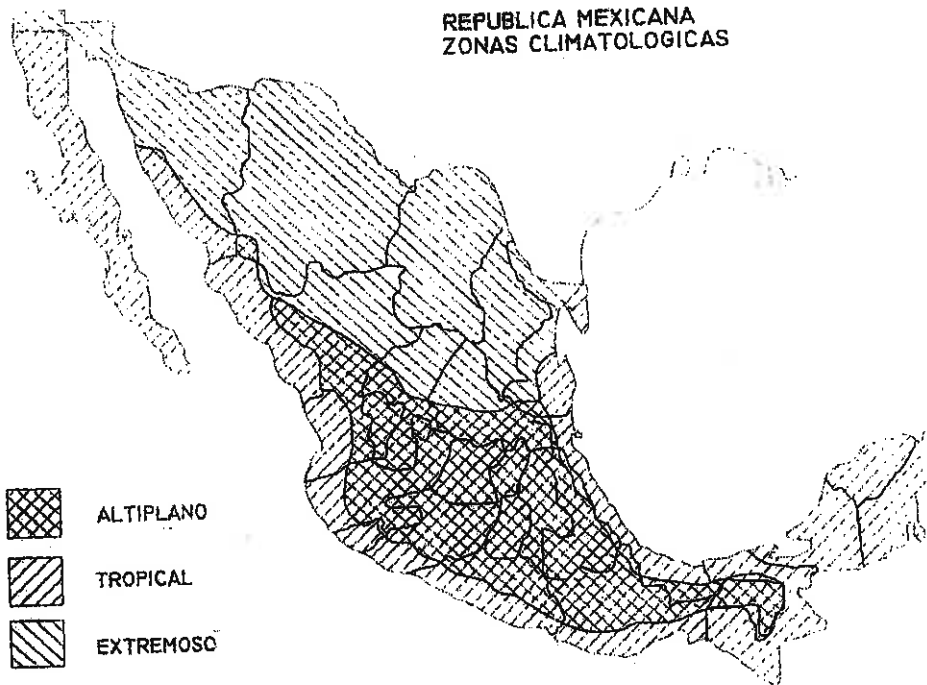 REPUBLICA MEXICANA
ZONAS CLIMATOLOGICAS
ALTIPLANO
TROPICAL
EXTREMOSO